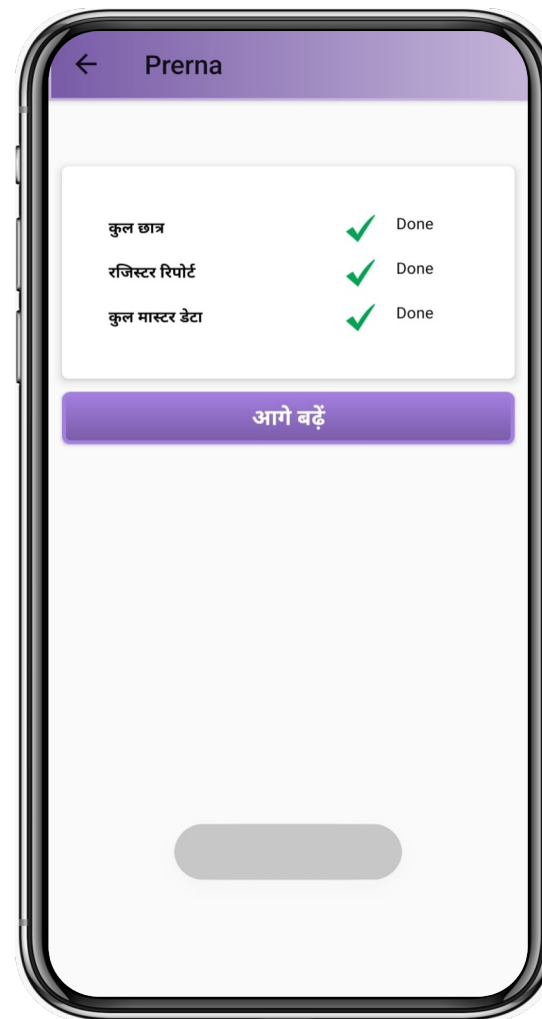 Prerna
कुल छात्र Done
रजिस्टर रिपोर्ट Done
कुल मास्टर डेटा Done
आगे बढ़ें